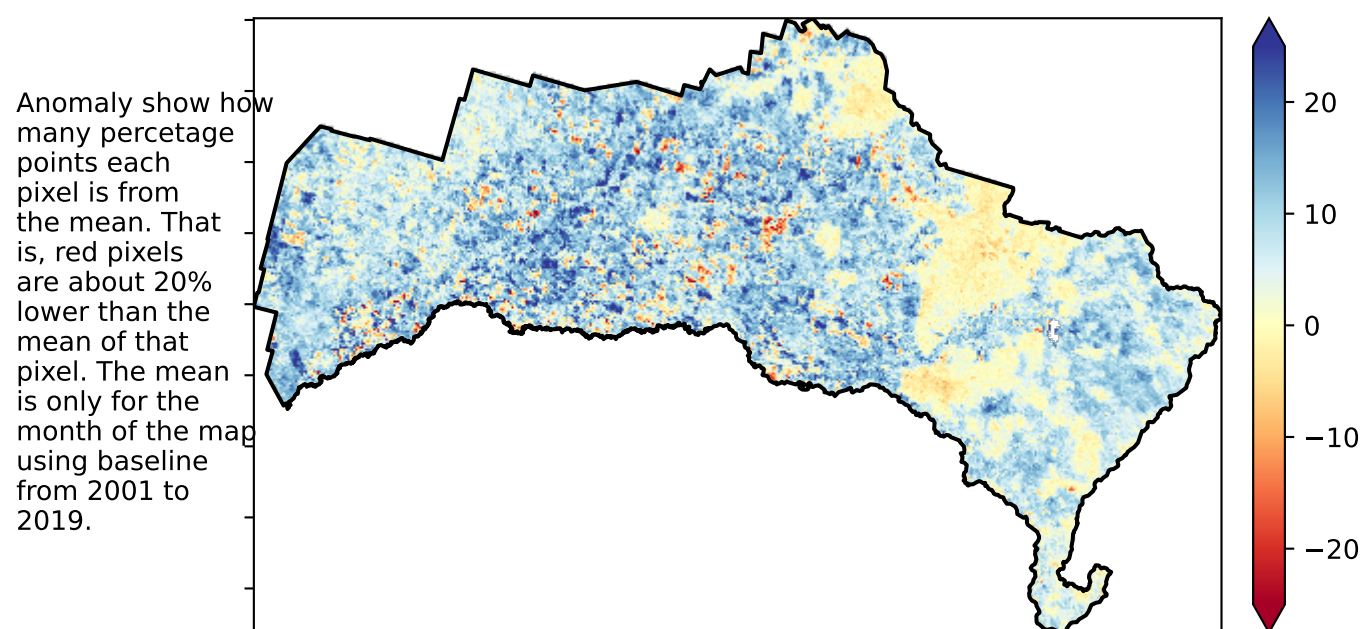 Anomaly show how
many percetage
points each
pixel is from
the mean. That
is, red pixels
are about 20%
lower than the
mean of that
pixel. The mean
is only for the
month of the map
using baseline
from 2001 to
2019.
20
10
0
−10
−20